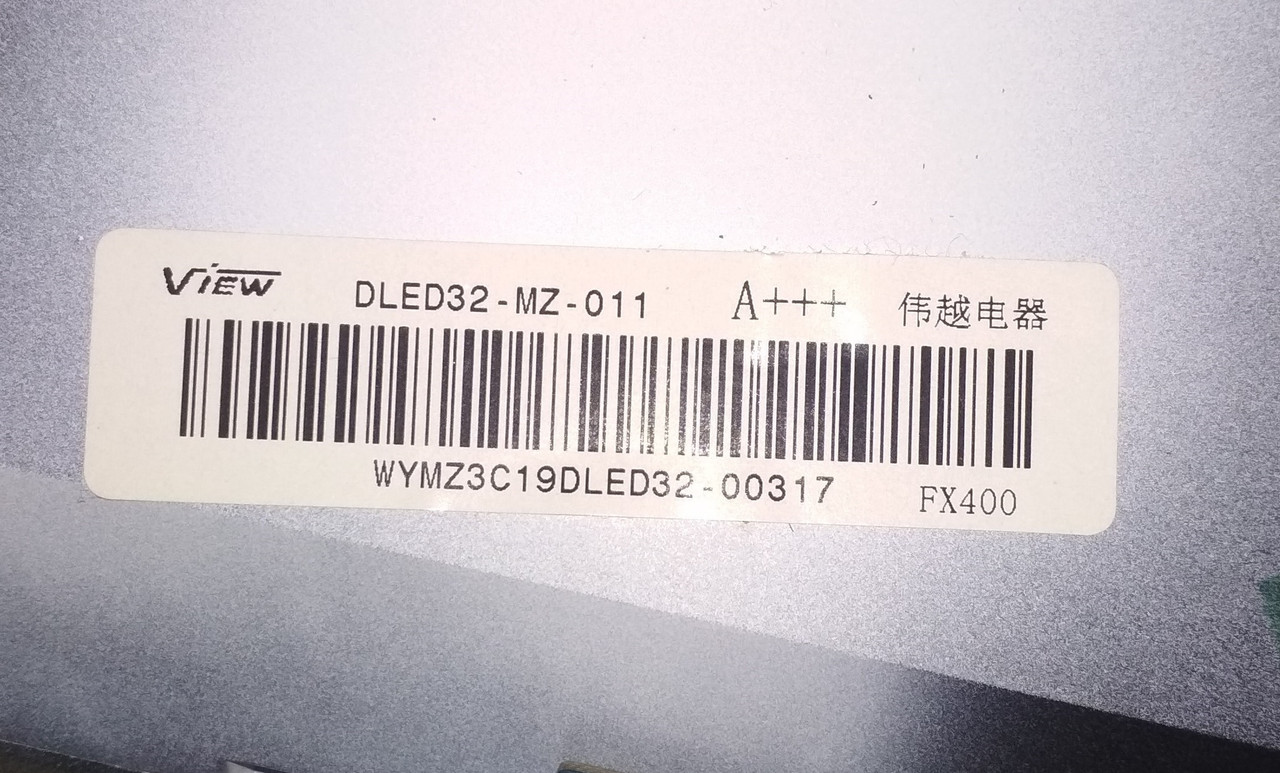 View DLED32-MZ-011 A+++ 伟越电器
WYMZ3C19DLED32-00317 FX400